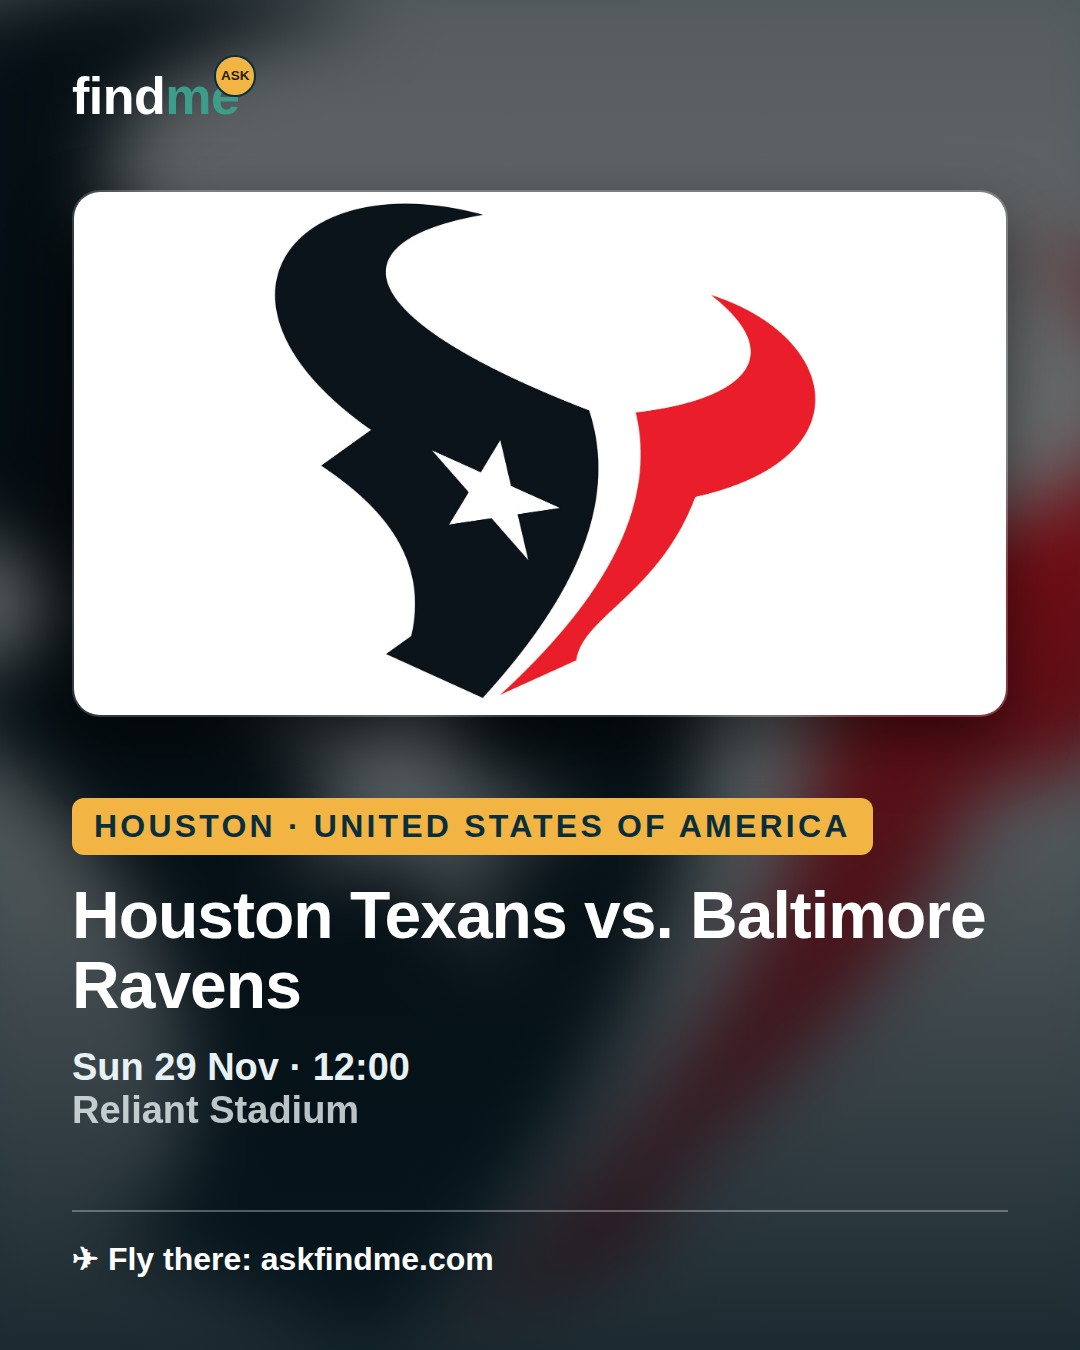 findme
ASK
HOUSTON · UNITED STATES OF AMERICA
Houston Texans vs. Baltimore
Ravens
Sun 29 Nov · 12:00
Reliant Stadium
✈ Fly there: askfindme.com